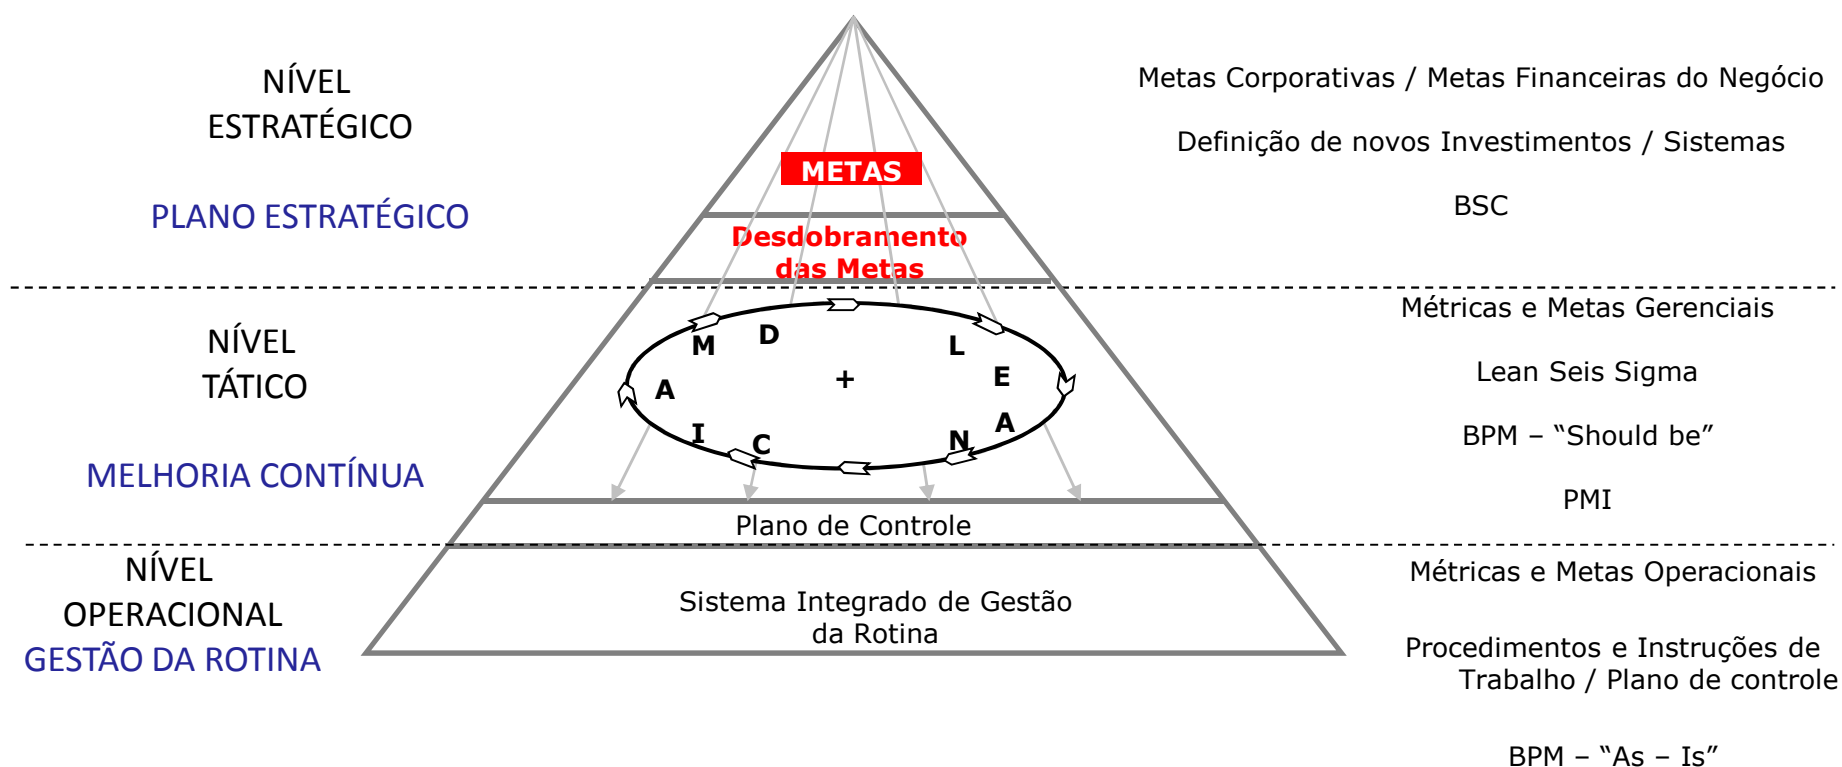 NÍVEL
ESTRATÉGICO
PLANO ESTRATÉGICO
METAS
Desdobramento
das Metas
Metas Corporativas / Metas Financeiras do Negócio
Definição de novos Investimentos / Sistemas
BSC
NÍVEL
TÁTICO
MELHORIA CONTÍNUA
D
M
A
I
C
+
L
E
A
N
Plano de Controle
Métricas e Metas Gerenciais
Lean Seis Sigma
BPM – “Should be”
PMI
NÍVEL
OPERACIONAL
GESTÃO DA ROTINA
Sistema Integrado de Gestão
da Rotina
Métricas e Metas Operacionais
Procedimentos e Instruções de
Trabalho / Plano de controle
BPM – “As – Is”